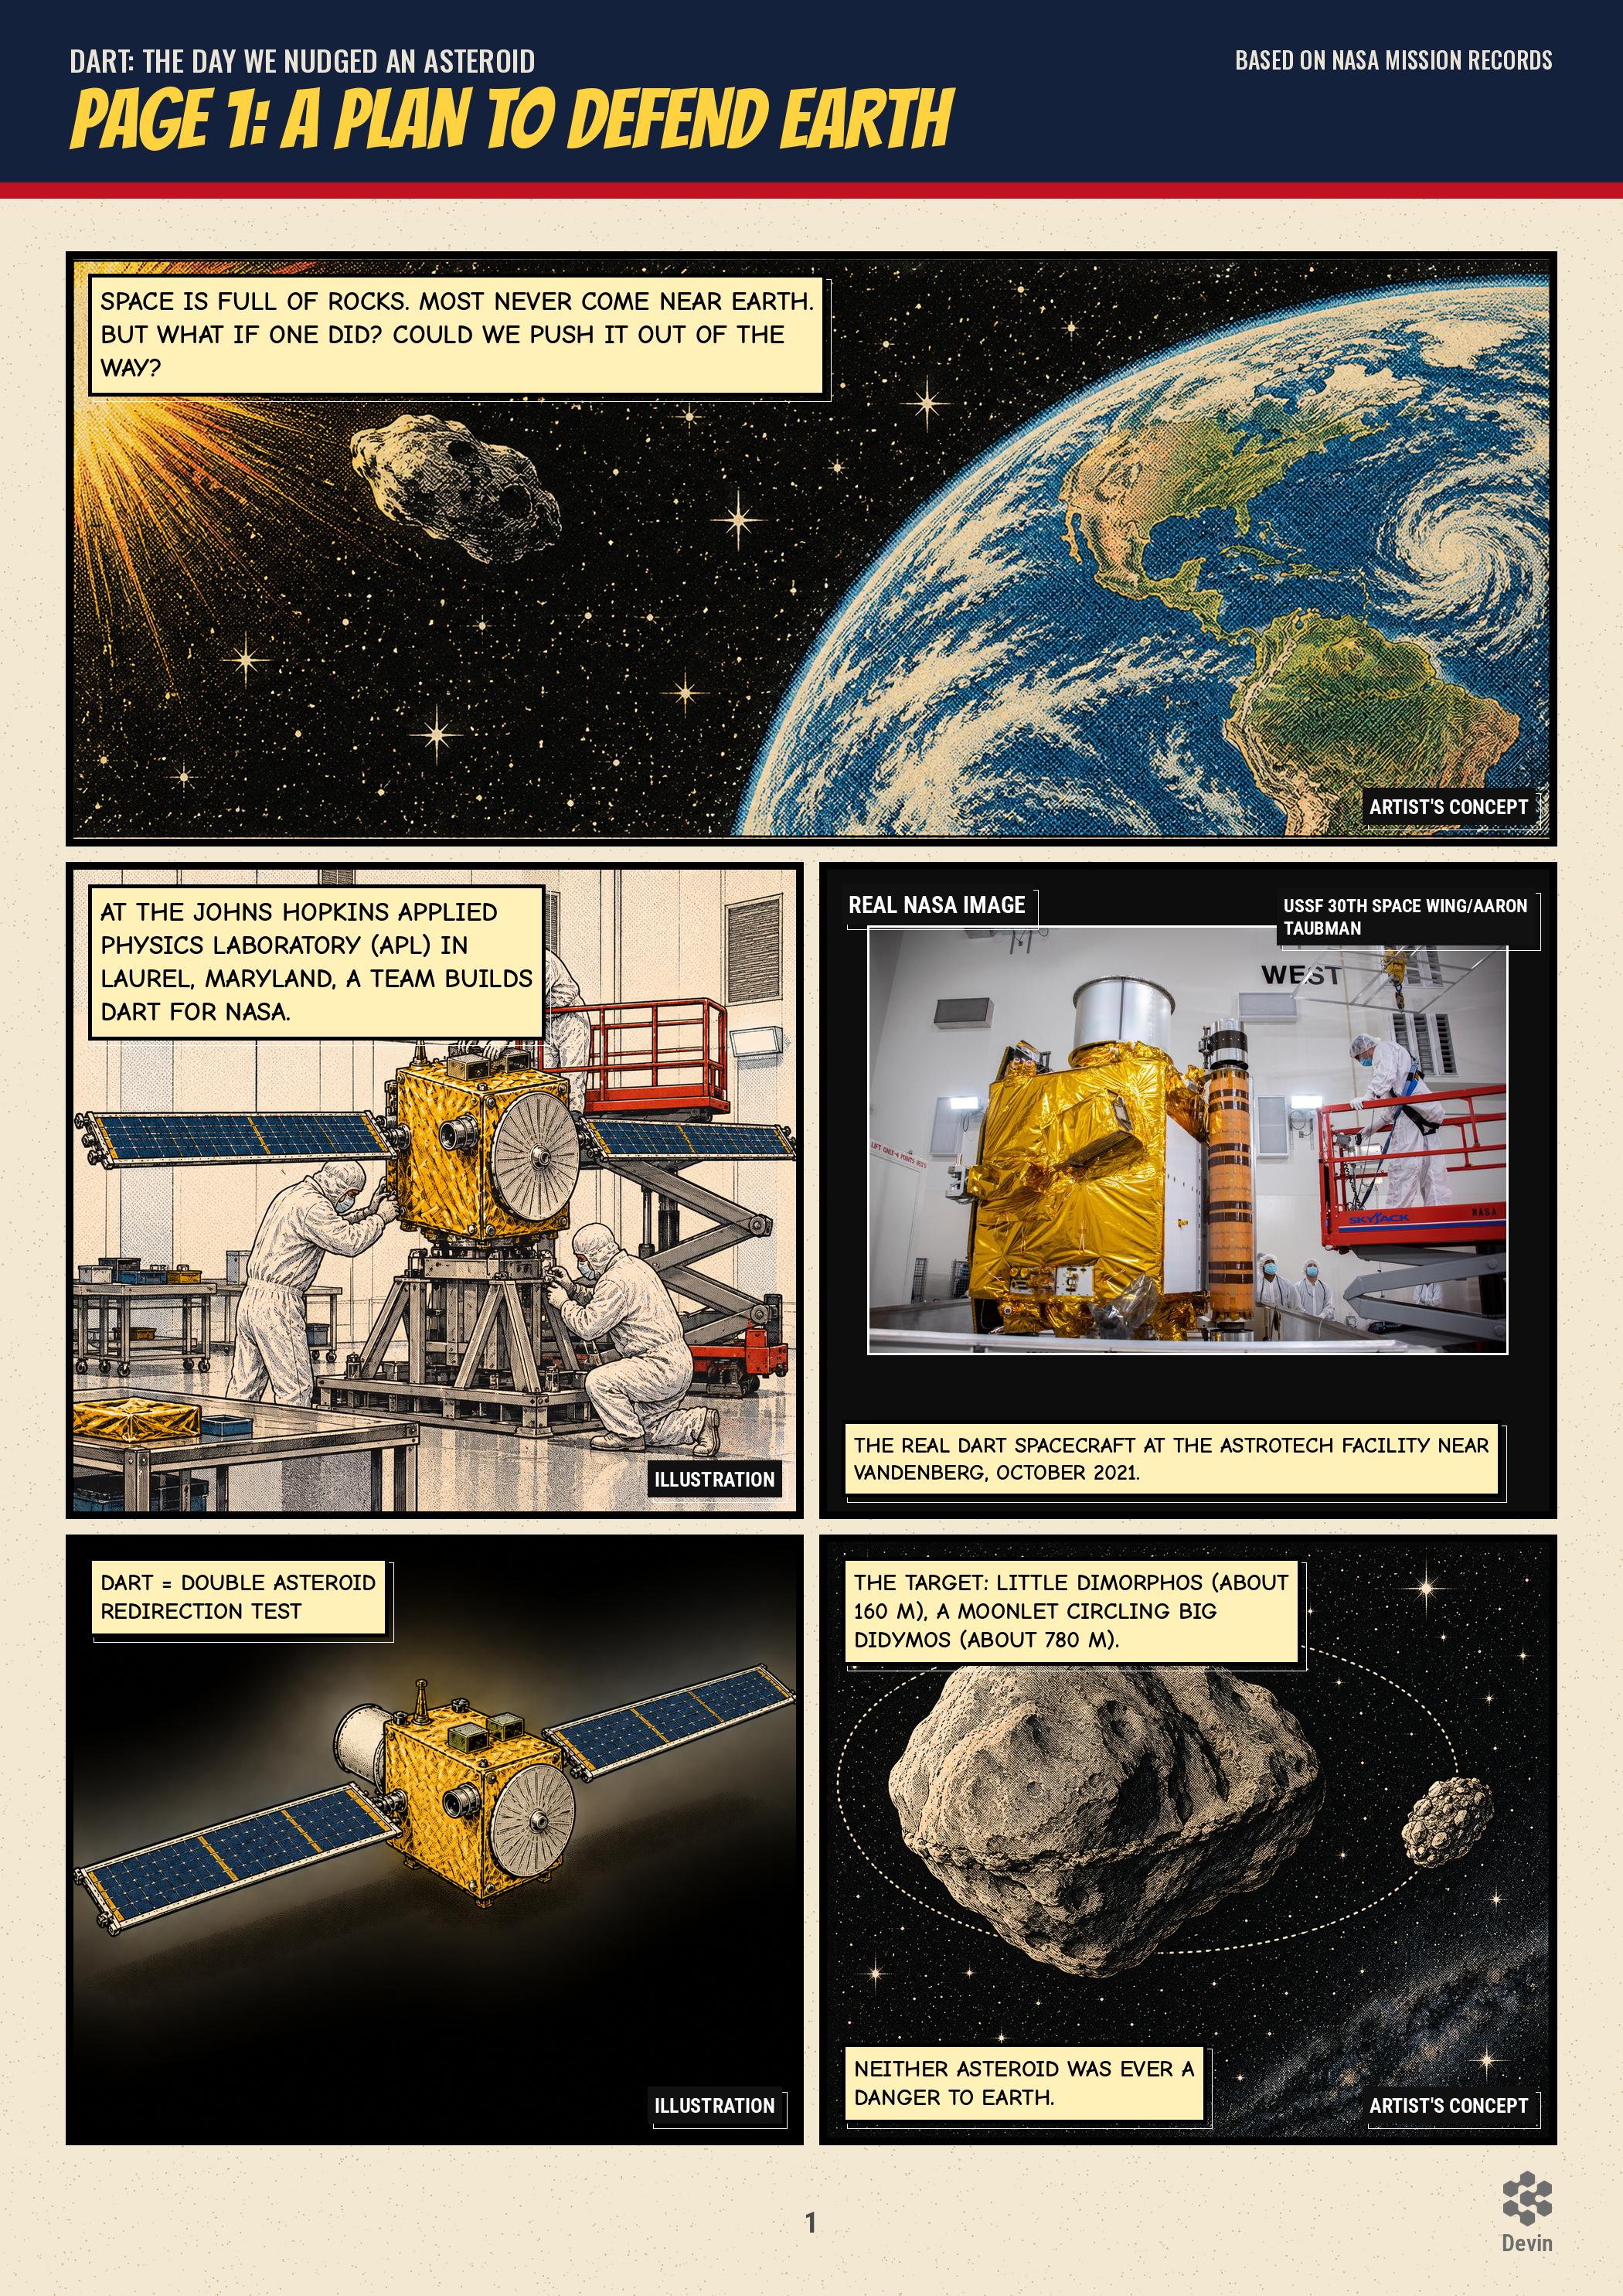 DART: THE DAY WE NUDGED AN ASTEROID
BASED ON NASA MISSION RECORDS
PAGE 1: A PLAN TO DEFEND EARTH
SPACE IS FULL OF ROCKS. MOST NEVER COME NEAR EARTH.
BUT WHAT IF ONE DID? COULD WE PUSH IT OUT OF THE
WAY?
ARTIST'S CONCEPT
AT THE JOHNS HOPKINS APPLIED
PHYSICS LABORATORY (APL) IN
LAUREL, MARYLAND, A TEAM BUILDS
DART FOR NASA.
ILLUSTRATION
REAL NASA IMAGE
USSF 30TH SPACE WING/AARON
TAUBMAN
WEST
SKYJACK
NASA
THE REAL DART SPACECRAFT AT THE ASTROTECH FACILITY NEAR
VANDENBERG, OCTOBER 2021.
DART = DOUBLE ASTEROID
REDIRECTION TEST
ILLUSTRATION
THE TARGET: LITTLE DIMORPHOS (ABOUT
160 M), A MOONLET CIRCLING BIG
DIDYMOS (ABOUT 780 M).
NEITHER ASTEROID WAS EVER A
DANGER TO EARTH.
ARTIST'S CONCEPT
1
Devin